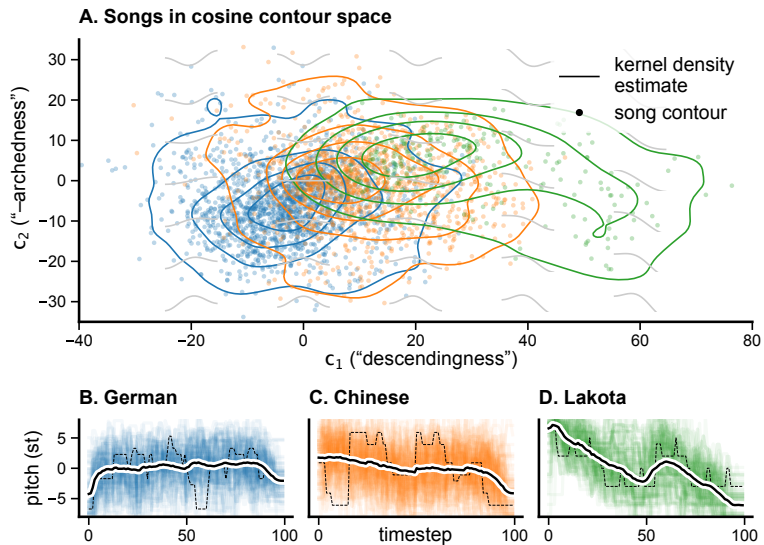 A. Songs in cosine contour space
kernel density
estimate
song contour
c₂ (“–archedness”)
30
20
10
0
−10
−20
−30
−40
−20
0
20
40
60
80
c₁ (“descendingness”)
B. German
C. Chinese
D. Lakota
pitch (st)
5
0
−5
0
50
100
0
100
timestep
0
50
100